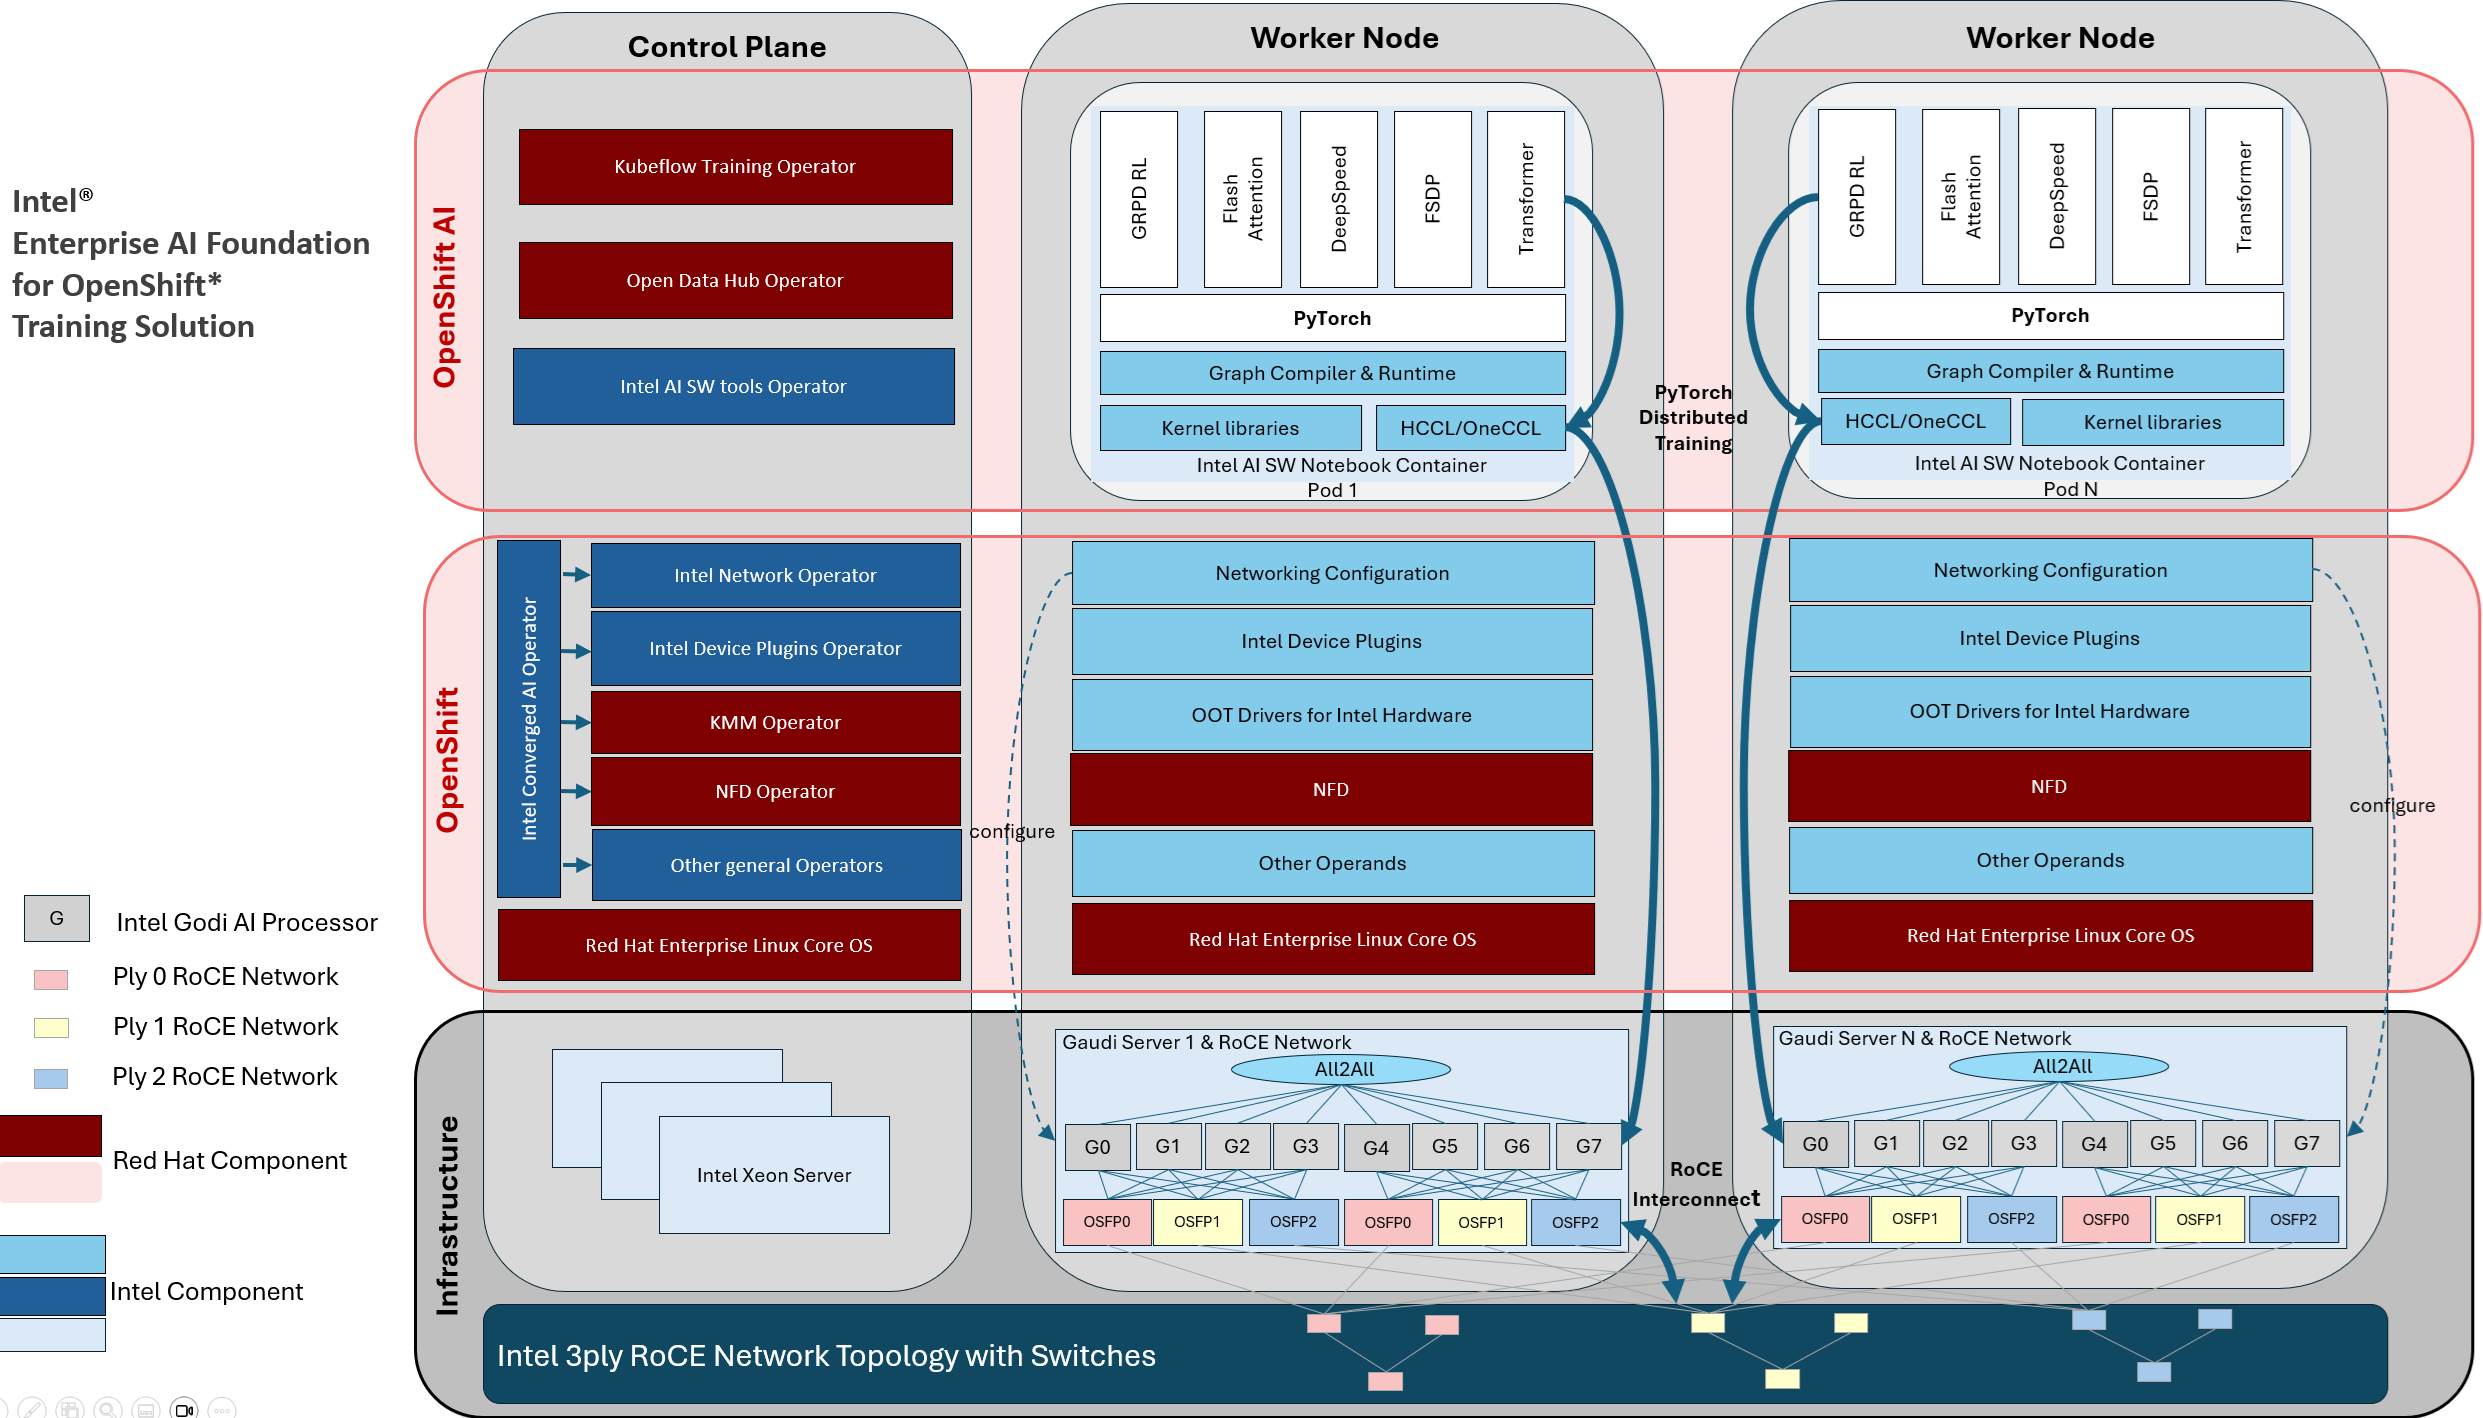 Intel®
Enterprise AI Foundation
for OpenShift*
Training Solution
Control Plane
Worker Node
Worker Node
OpenShift AI
Kubeflow Training Operator
Open Data Hub Operator
Intel AI SW tools Operator
GRPD RL
Flash
Attention
DeepSpeed
FSDP
Transformer
PyTorch
Graph Compiler & Runtime
Kernel libraries
HCCL/OneCCL
Intel AI SW Notebook Container
Pod 1
PyTorch
Distributed
Training
GRPD RL
Flash
Attention
DeepSpeed
FSDP
Transformer
PyTorch
Graph Compiler & Runtime
HCCL/OneCCL
Kernel libraries
Intel AI SW Notebook Container
Pod N
OpenShift
Intel Converged AI Operator
Intel Network Operator
Intel Device Plugins Operator
KMM Operator
NFD Operator
Other general Operators
Red Hat Enterprise Linux Core OS
configure
Networking Configuration
Intel Device Plugins
OOT Drivers for Intel Hardware
NFD
Other Operands
Red Hat Enterprise Linux Core OS
Networking Configuration
Intel Device Plugins
OOT Drivers for Intel Hardware
NFD
Other Operands
Red Hat Enterprise Linux Core OS
configure
G
Intel Godi AI Processor
Ply 0 RoCE Network
Ply 1 RoCE Network
Ply 2 RoCE Network
Red Hat Component
Intel Component
Infrastructure
Intel Xeon Server
Gaudi Server 1 & RoCE Network
All2All
G0
G1
G2
G3
G4
G5
G6
G7
OSFP0
OSFP1
OSFP2
OSFP0
OSFP1
OSFP2
RoCE
Interconnect
Gaudi Server N & RoCE Network
All2All
G0
G1
G2
G3
G4
G5
G6
G7
OSFP0
OSFP1
OSFP2
OSFP0
OSFP1
OSFP2
Intel 3ply RoCE Network Topology with Switches